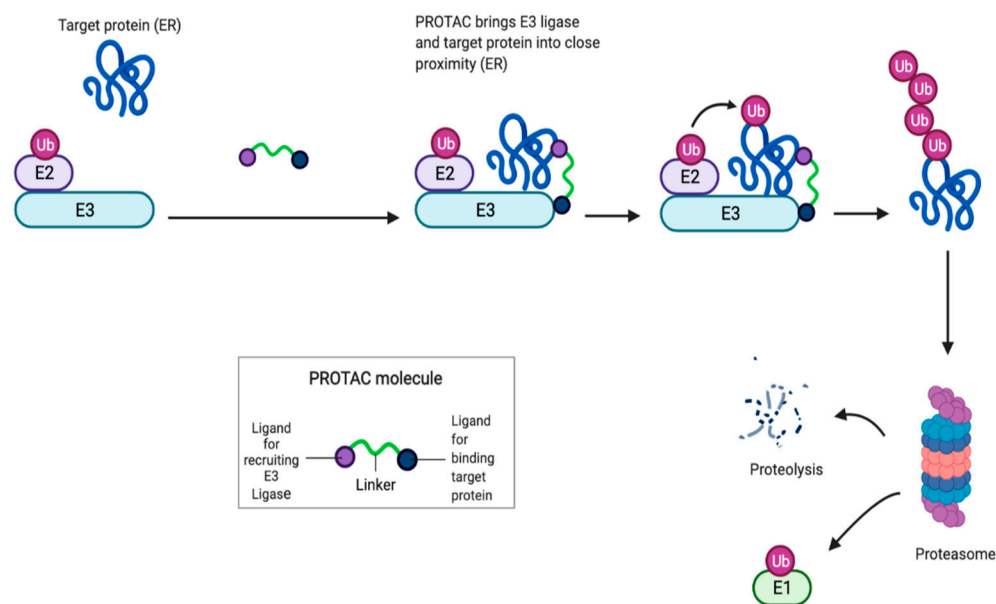 Target protein (ER)
PROTAC brings E3 ligase
and target protein into close
proximity (ER)
Ub
E2
E3
Ub
E2
E3
Ub
Ub
E2
E3
Ub
Ub
Ub
Ub
PROTAC molecule
Ligand
for
recruiting
E3
Ligase
Linker
Ligand
for
binding
target
protein
Proteolysis
Proteasome
Ub
E1